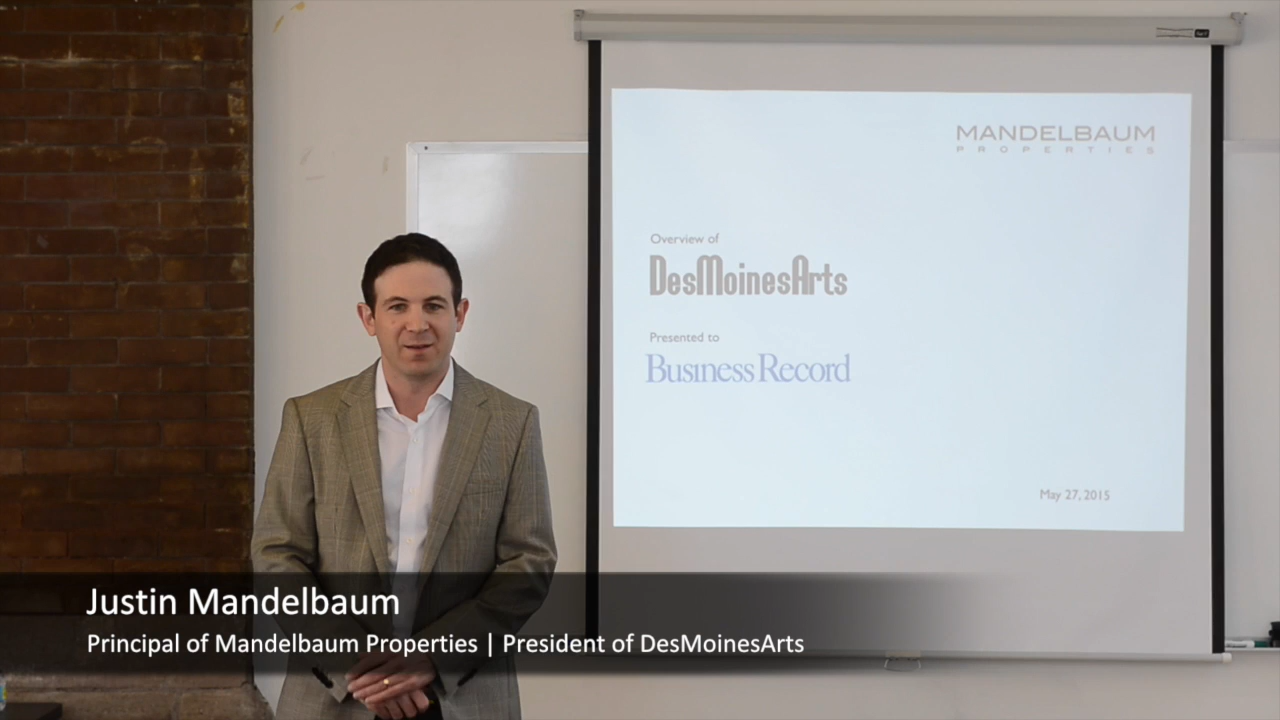 MANDELBAUM
PROPERTIES
Overview of
DesMoinesArts
Presented to
Business Record
May 27, 2015
Justin Mandelbaum
Principal of Mandelbaum Properties | President of DesMoinesArts